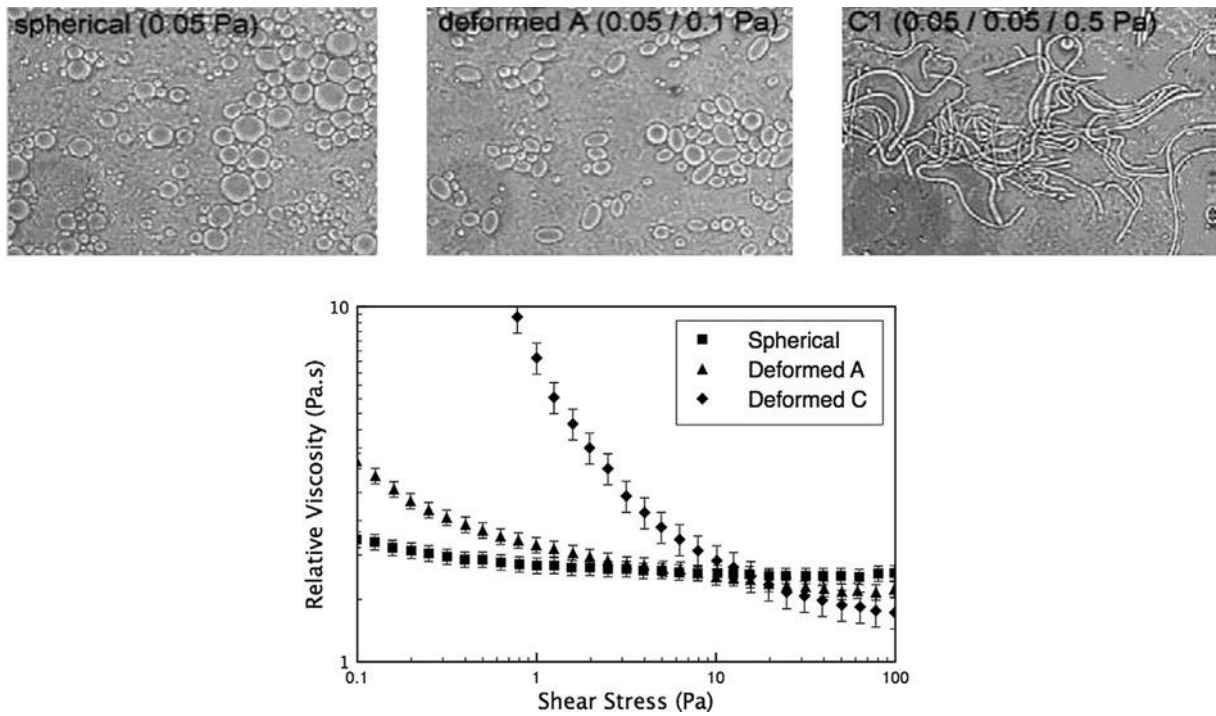 spherical (0.05 Pa)
deformed A (0.05 / 0.1 Pa)
C1 (0.05 / 0.05 / 0.5 Pa)
10
1
Relative Viscosity (Pa.s)
Spherical
Deformed A
Deformed C
0.1
1
10
100
Shear Stress (Pa)